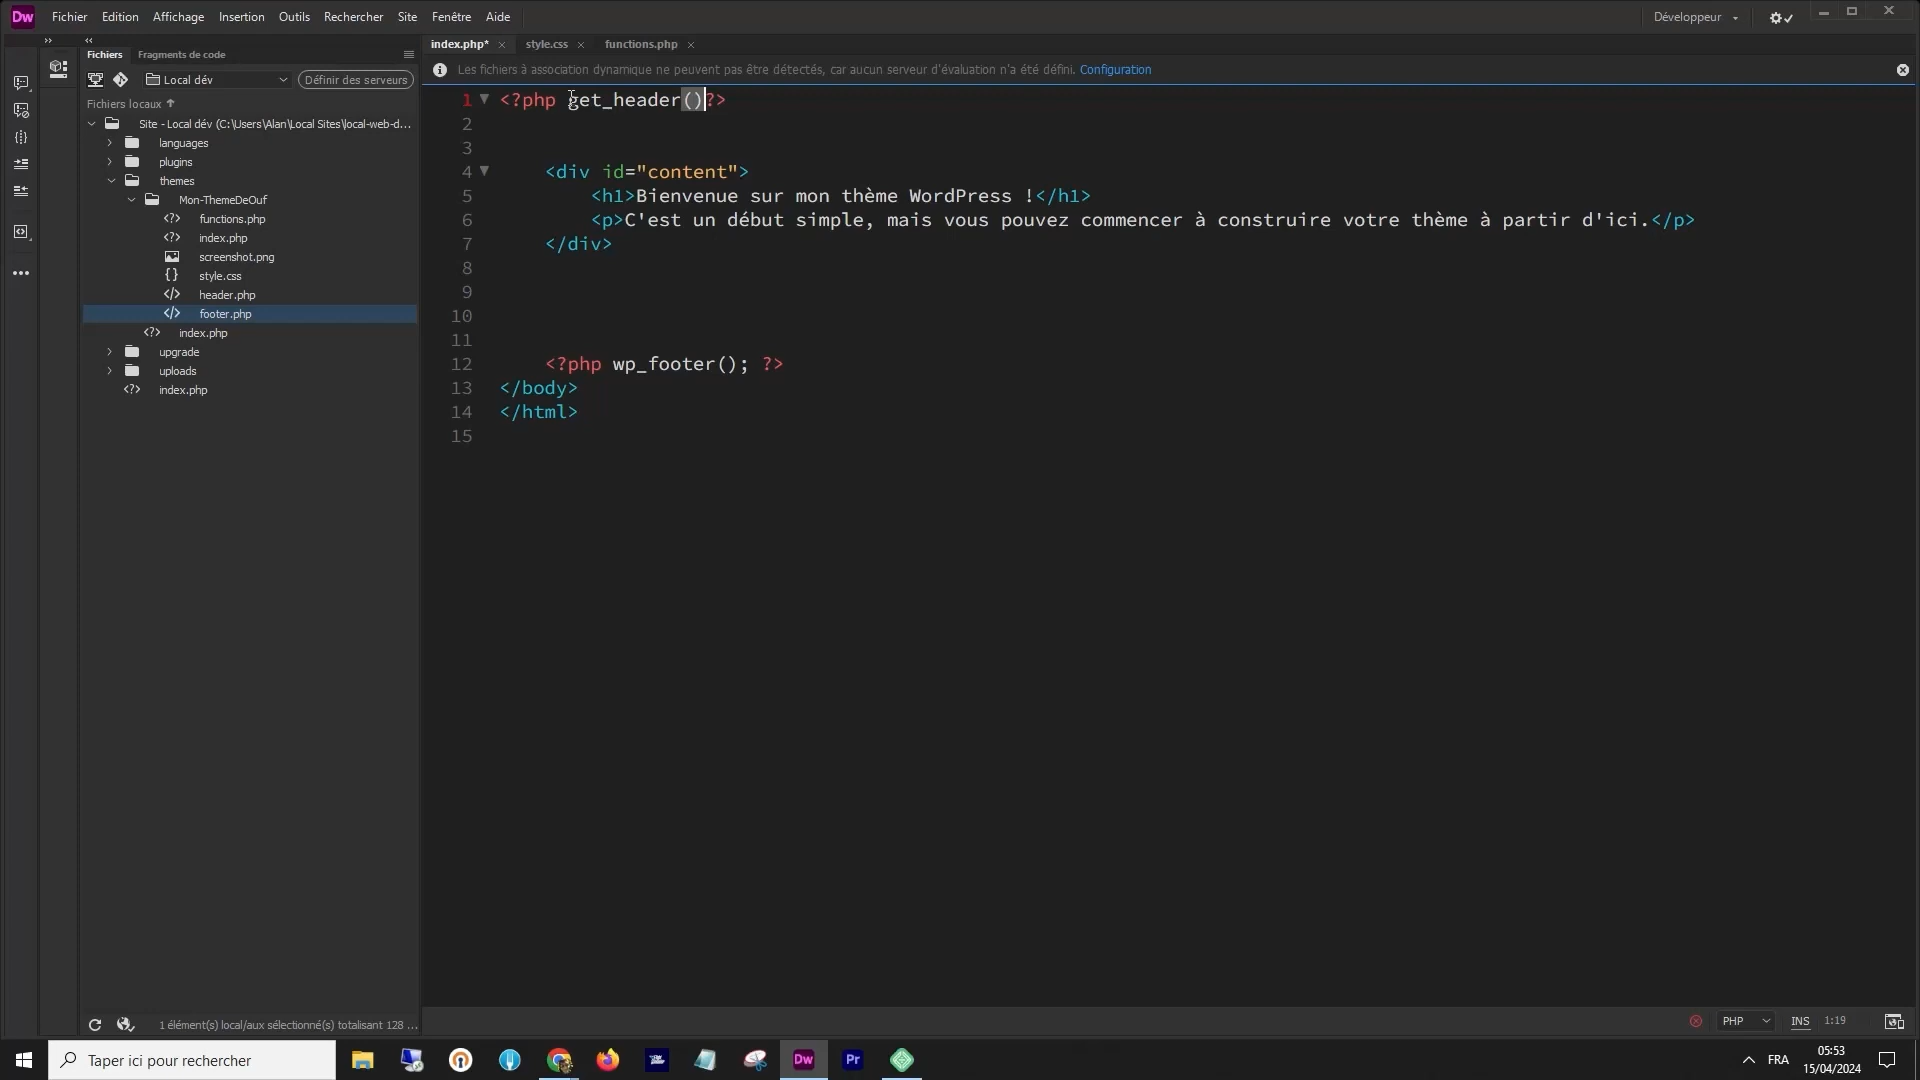 Dw Fichier Edition Affichage Insertion Outils Rechercher Site Fenêtre Aide Développeur
Fichiers Fragments de code
index.php* style.css functions.php
Les fichiers à association dynamique ne peuvent pas être détectés, car aucun serveur d'évaluation n'a été défini. Configuration
Local dév Définir des serveurs
Fichiers locaux
Site - Local dév (C:\Users\Alan\Local Sites\local-web-d...
languages
plugins
themes
Mon-ThemeDeOuf
functions.php
index.php
screenshot.png
style.css
header.php
footer.php
index.php
upgrade
uploads
index.php
1 <?php get_header()?>
2
3
4 <div id="content">
5 <h1>Bienvenue sur mon thème WordPress !</h1>
6 <p>C'est un début simple, mais vous pouvez commencer à construire votre thème à partir d'ici.</p>
7 </div>
8
9
10
11
12 <?php wp_footer(); ?>
13 </body>
14 </html>
15
1 élément(s) local/aux sélectionné(s) totalisant 128 ...
PHP INS 1:19
Taper ici pour rechercher
Dw Pr
FRA
05:53
15/04/2024